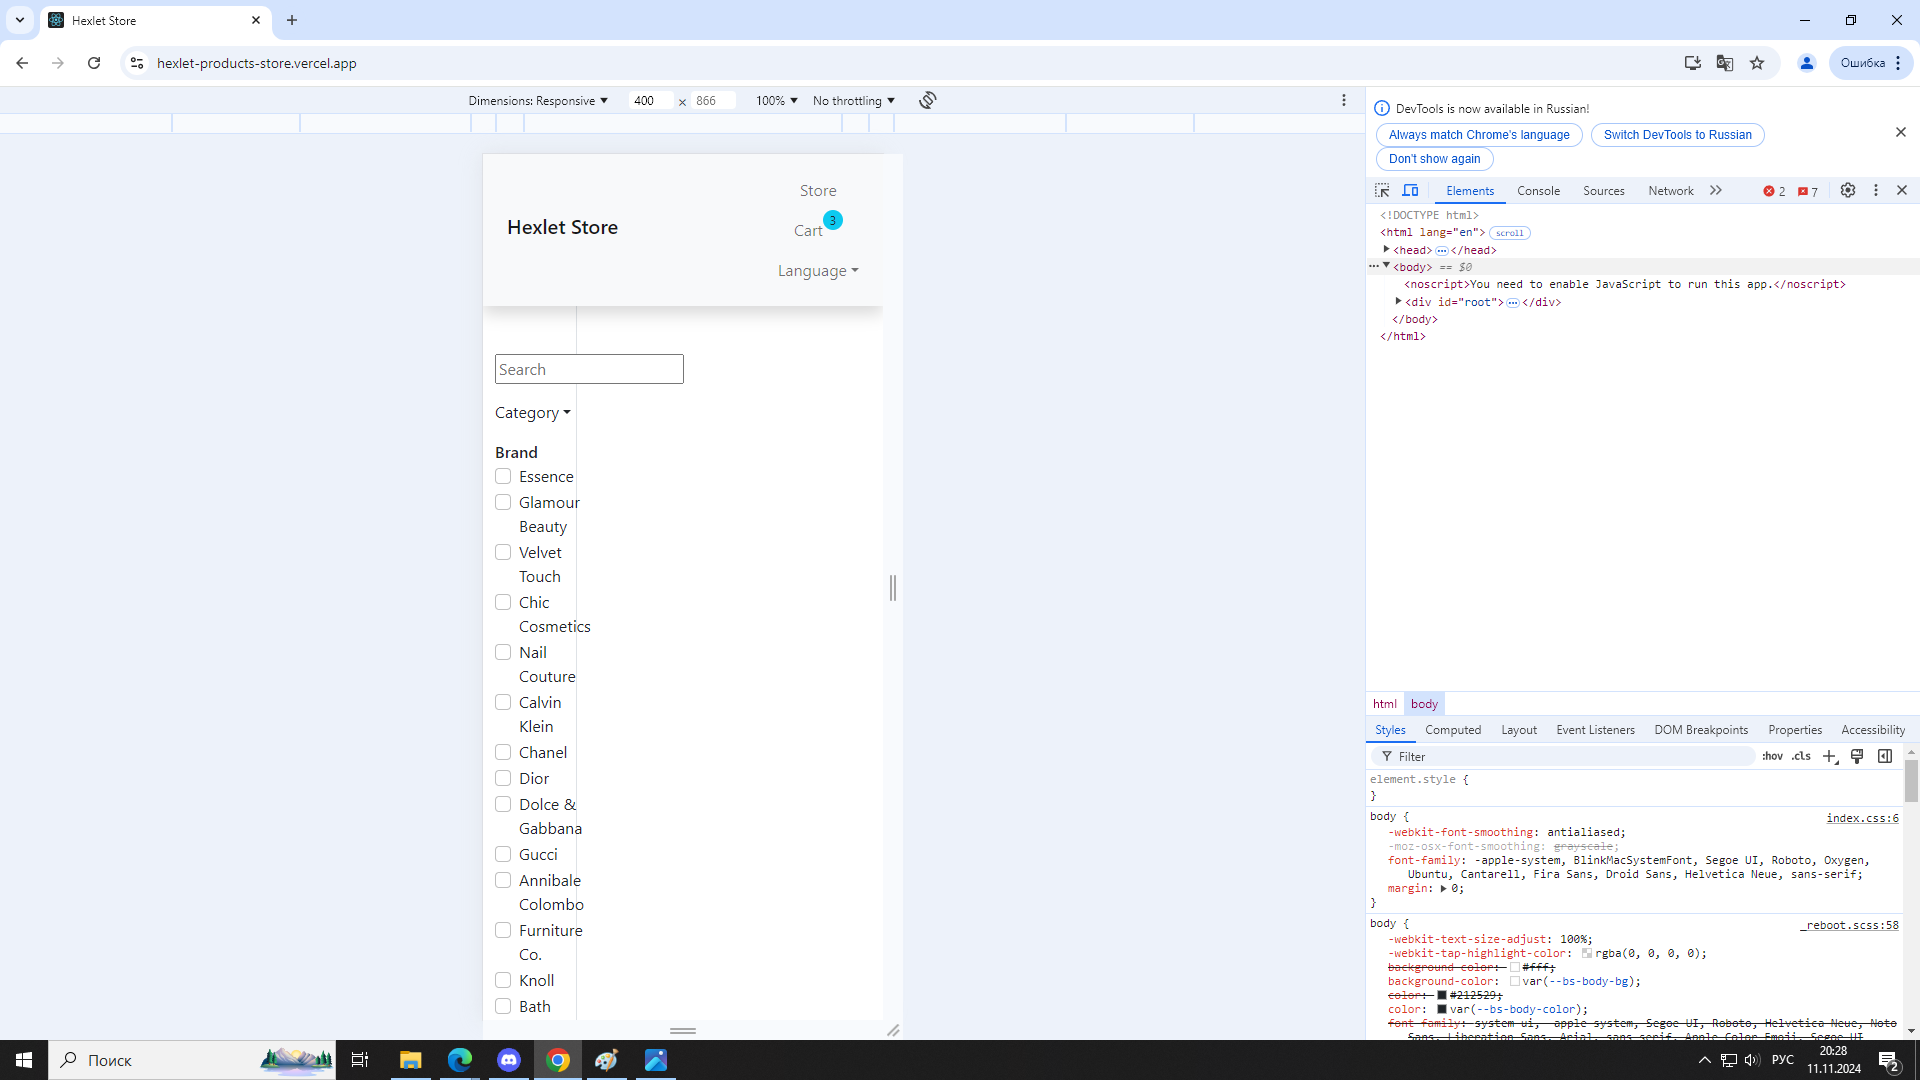 Hexlet Store
hexlet-products-store.vercel.app
Ошибка
Dimensions: Responsive 400 × 866 100% No throttling
DevTools is now available in Russian!
Always match Chrome's language Switch DevTools to Russian
Don't show again
Elements Console Sources Network 2 7
<!DOCTYPE html>
<html lang="en"> scroll
<head> ⋯ </head>
<body> == $0
<noscript>You need to enable JavaScript to run this app.</noscript>
<div id="root"> ⋯ </div>
</body>
</html>
Hexlet Store
Store
Cart 3
Language
Search
Category
Brand
Essence
Glamour
Beauty
Velvet
Touch
Chic
Cosmetics
Nail
Couture
Calvin
Klein
Chanel
Dior
Dolce &
Gabbana
Gucci
Annibale
Colombo
Furniture
Co.
Knoll
Bath
html body
Styles Computed Layout Event Listeners DOM Breakpoints Properties Accessibility
Filter :hov .cls
element.style {
}
body { index.css:6
-webkit-font-smoothing: antialiased;
-moz-osx-font-smoothing: grayscale;
font-family: -apple-system, BlinkMacSystemFont, Segoe UI, Roboto, Oxygen,
Ubuntu, Cantarell, Fira Sans, Droid Sans, Helvetica Neue, sans-serif;
margin: 0;
}
body { _reboot.scss:58
-webkit-text-size-adjust: 100%;
-webkit-tap-highlight-color: rgba(0, 0, 0, 0);
background-color: #fff;
background-color: var(--bs-body-bg);
color: #212529;
color: var(--bs-body-color);
font-family: system-ui, -apple-system, Segoe UI, Roboto, Helvetica Neue, Noto
Sans, Liberation Sans, Arial, sans-serif, Apple Color Emoji, Segoe UI
Поиск
РУС
20:28
11.11.2024
2